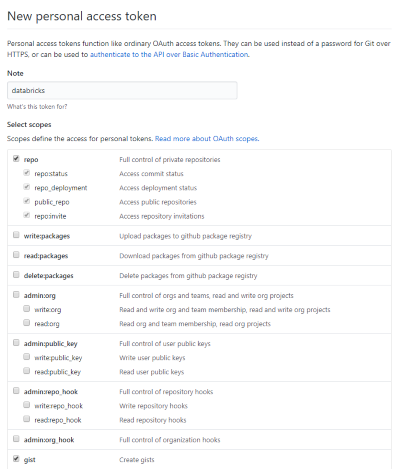 New personal access token
Personal access tokens function like ordinary OAuth access tokens. They can be used instead of a password for Git over
HTTPS, or can be used to authenticate to the API over Basic Authentication.
Note
databricks
What's this token for?
Select scopes
Scopes define the access for personal tokens. Read more about OAuth scopes.
repo Full control of private repositories
repo:status Access commit status
repo_deployment Access deployment status
public_repo Access public repositories
repo:invite Access repository invitations
write:packages Upload packages to github package registry
read:packages Download packages from github package registry
delete:packages Delete packages from github package registry
admin:org Full control of orgs and teams, read and write org projects
write:org Read and write org and team membership, read and write org projects
read:org Read org and team membership, read org projects
admin:public_key Full control of user public keys
write:public_key Write user public keys
read:public_key Read user public keys
admin:repo_hook Full control of repository hooks
write:repo_hook Write repository hooks
read:repo_hook Read repository hooks
admin:org_hook Full control of organization hooks
gist Create gists